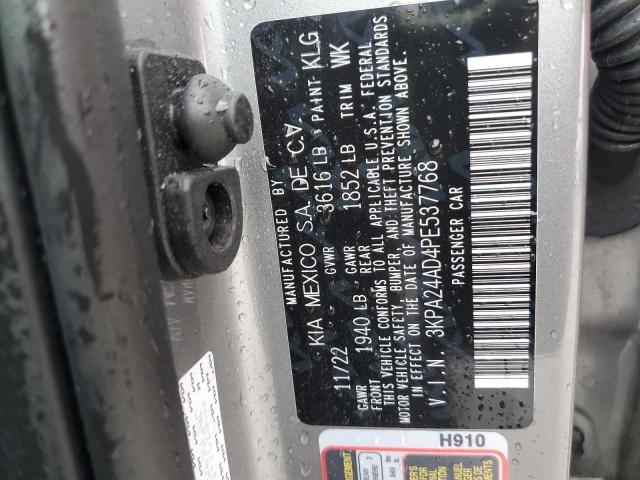 MANUFACTURED BY
KIA MEXICO S.A. DE C.V.
11/22 GVWR 3616 LB PAINT KLG
GAWR FRONT 1940 LB GAWR REAR 1852 LB TRIM WK
THIS VEHICLE CONFORMS TO ALL APPLICABLE U.S.A. FEDERAL
MOTOR VEHICLE SAFETY, BUMPER, AND THEFT PREVENTION STANDARDS
IN EFFECT ON THE DATE OF MANUFACTURE SHOWN ABOVE.
V.I.N. 3KPA24AD4PE537768
PASSENGER CAR
H910